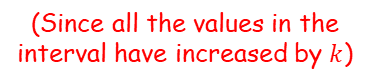 (Since all the values in the
interval have increased by k)